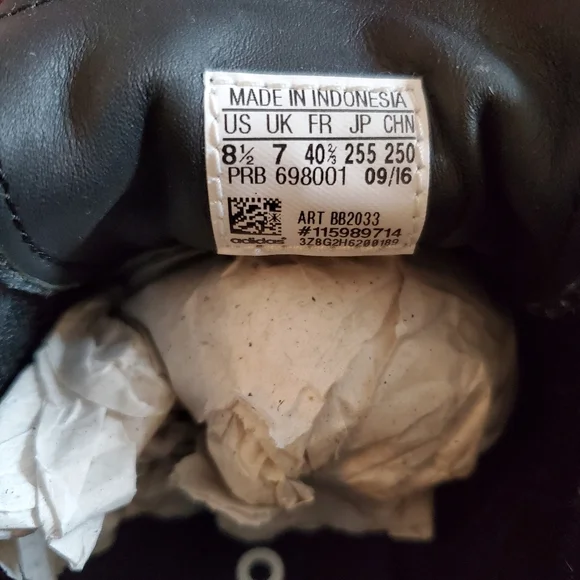 MADE IN INDONESIA
US UK FR JP CHN
8½ 7 40⅔ 255 250
PRB 698001 09/16
ART BB2033
#115989714
adidas 3Z8G2H6200189